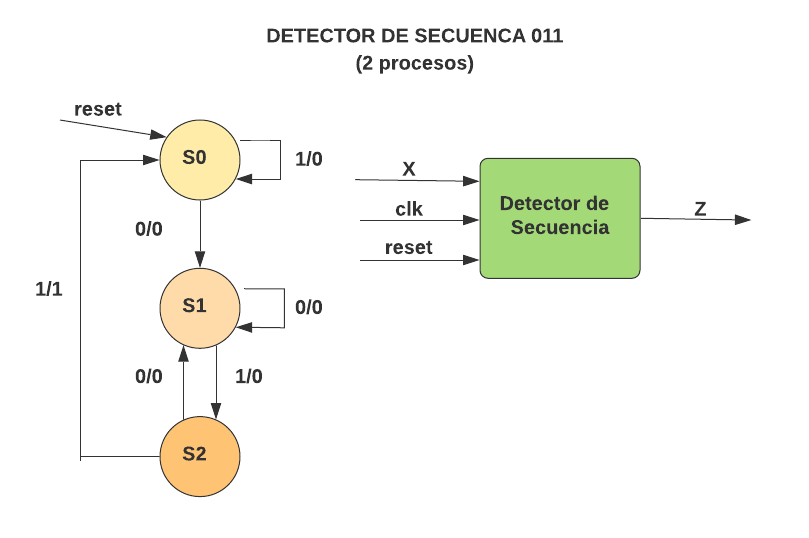 DETECTOR DE SECUENCA 011
(2 procesos)
reset
S0
1/0
0/0
1/1
S1
0/0
0/0
1/0
S2
X
clk
reset
Detector de
Secuencia
Z